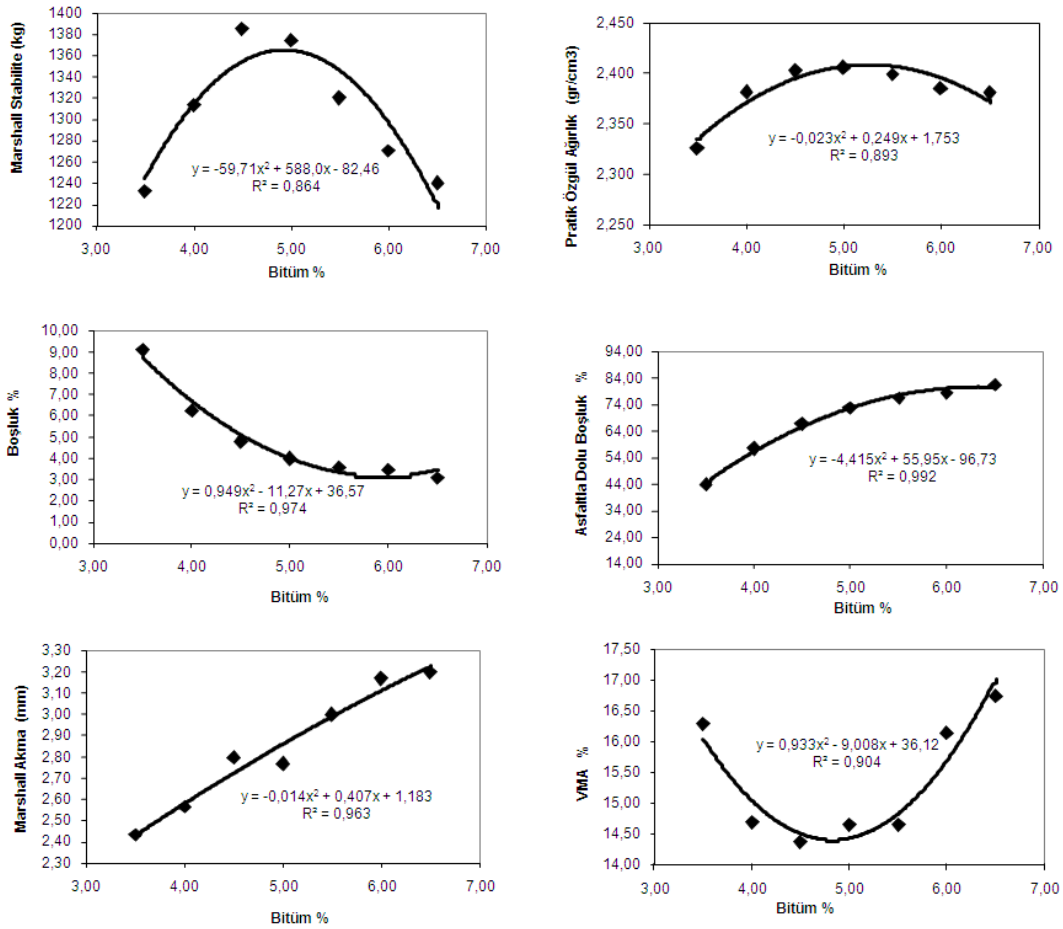 Marshall Stabilite (kg)
1400
1380
1360
1340
1320
1300
1280
1260
1240
1220
1200
y = -59,71x² + 588,0x - 82,46
R² = 0,864
3,00 4,00 5,00 6,00 7,00
Bitüm %
Pratik Özgül Ağırlık (gr/cm3)
2,450
2,400
2,350
2,300
2,250
y = -0,023x² + 0,249x + 1,753
R² = 0,893
3,00 4,00 5,00 6,00 7,00
Bitüm %
Boşluk %
10,00
9,00
8,00
7,00
6,00
5,00
4,00
3,00
2,00
1,00
0,00
y = 0,949x² - 11,27x + 36,57
R² = 0,974
3,00 4,00 5,00 6,00 7,00
Bitüm %
Asfaltla Dolu Boşluk %
94,00
84,00
74,00
64,00
54,00
44,00
34,00
24,00
14,00
y = -4,415x² + 55,95x - 96,73
R² = 0,992
3,00 4,00 5,00 6,00 7,00
Bitüm %
Marshall Akma (mm)
3,30
3,20
3,10
3,00
2,90
2,80
2,70
2,60
2,50
2,40
2,30
y = -0,014x² + 0,407x + 1,183
R² = 0,963
3,00 4,00 5,00 6,00 7,00
Bitüm %
VMA %
17,50
17,00
16,50
16,00
15,50
15,00
14,50
14,00
y = 0,933x² - 9,008x + 36,12
R² = 0,904
3,00 4,00 5,00 6,00 7,00
Bitüm %